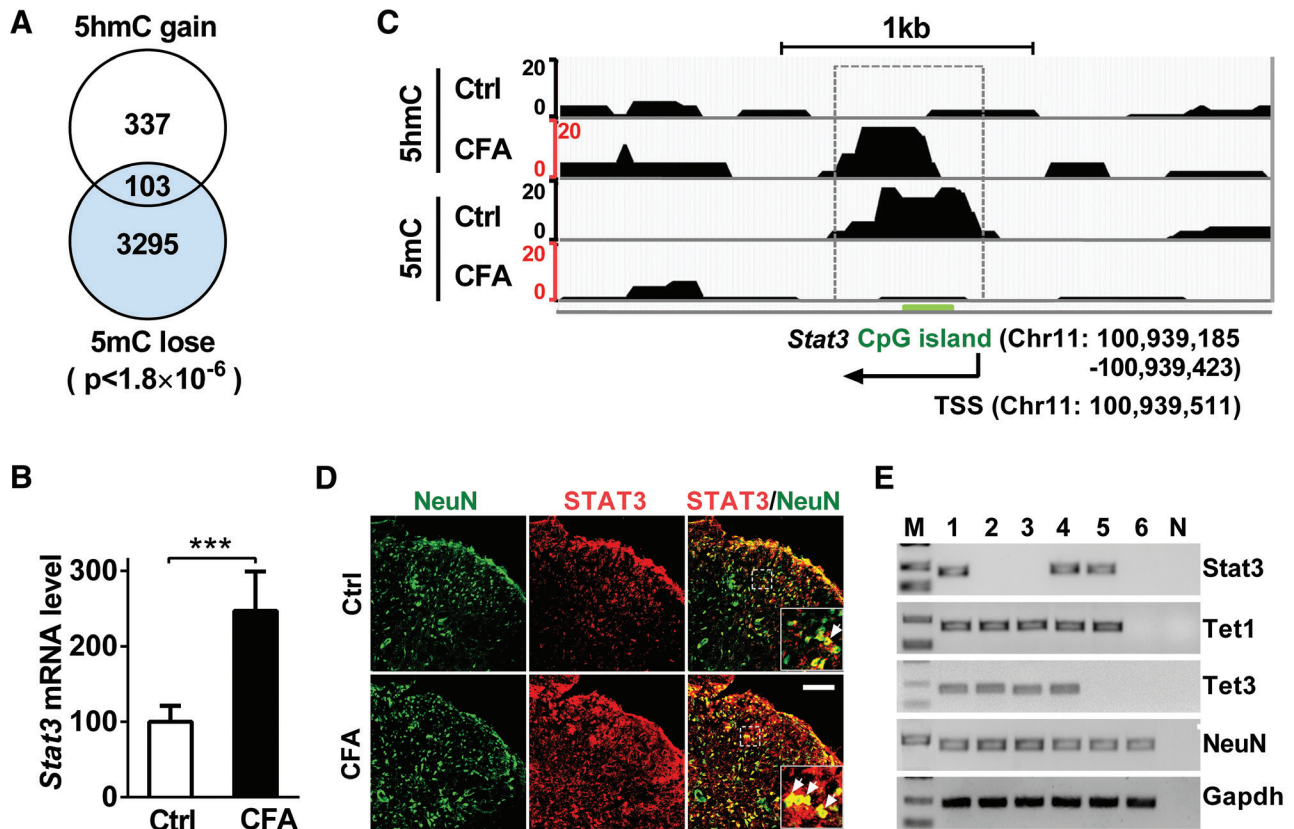 A
5hmC gain
337
103
3295
5mC lose
( p<1.8×10-6 )
C
1kb
5hmC
Ctrl
20
0
CFA
20
0
5mC
Ctrl
20
0
CFA
20
0
Stat3 CpG island (Chr11: 100,939,185
-100,939,423)
TSS (Chr11: 100,939,511)
B
Stat3 mRNA level
300
200
100
0
***
Ctrl
CFA
D
NeuN
STAT3
STAT3/NeuN
Ctrl
CFA
E
M 1 2 3 4 5 6 N
Stat3
Tet1
Tet3
NeuN
Gapdh